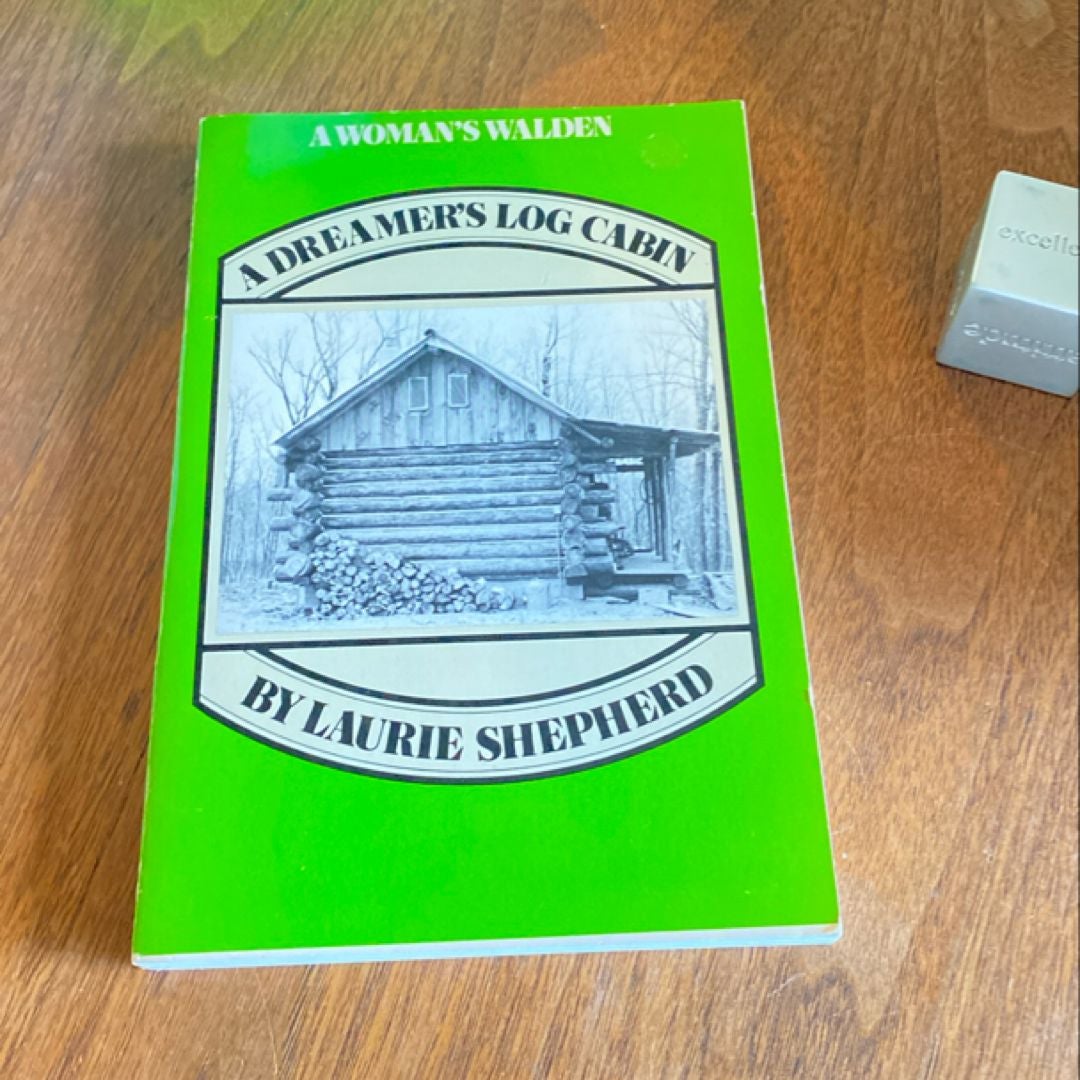 A WOMAN'S WALDEN
A DREAMER'S LOG CABIN
BY LAURIE SHEPHERD